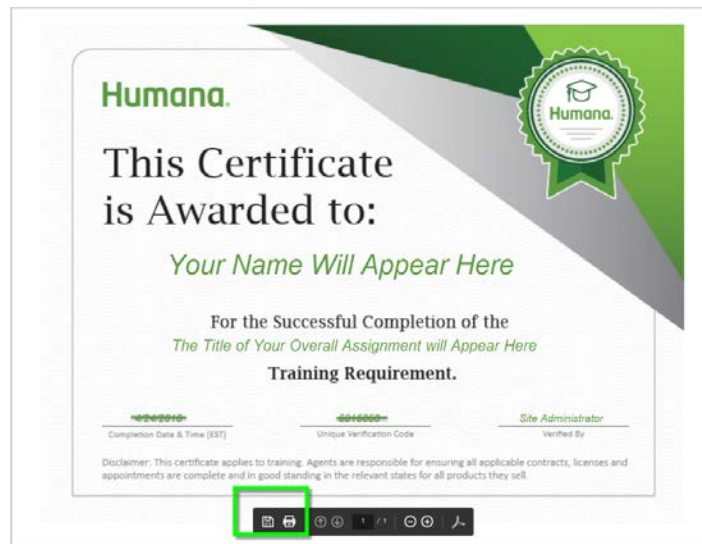 Humana.
Humana.
This Certificate
is Awarded to:
Your Name Will Appear Here
For the Successful Completion of the
The Title of Your Overall Assignment will Appear Here
Training Requirement.
Site Administrator
Completion Date & Time (EST)
Unique Verification Code
Verified By
Disclaimer: This certificate applies to training. Agents are responsible for ensuring all applicable contracts, licenses and
appointments are complete and in good standing in the relevant states for all products they sell.
1 / 1